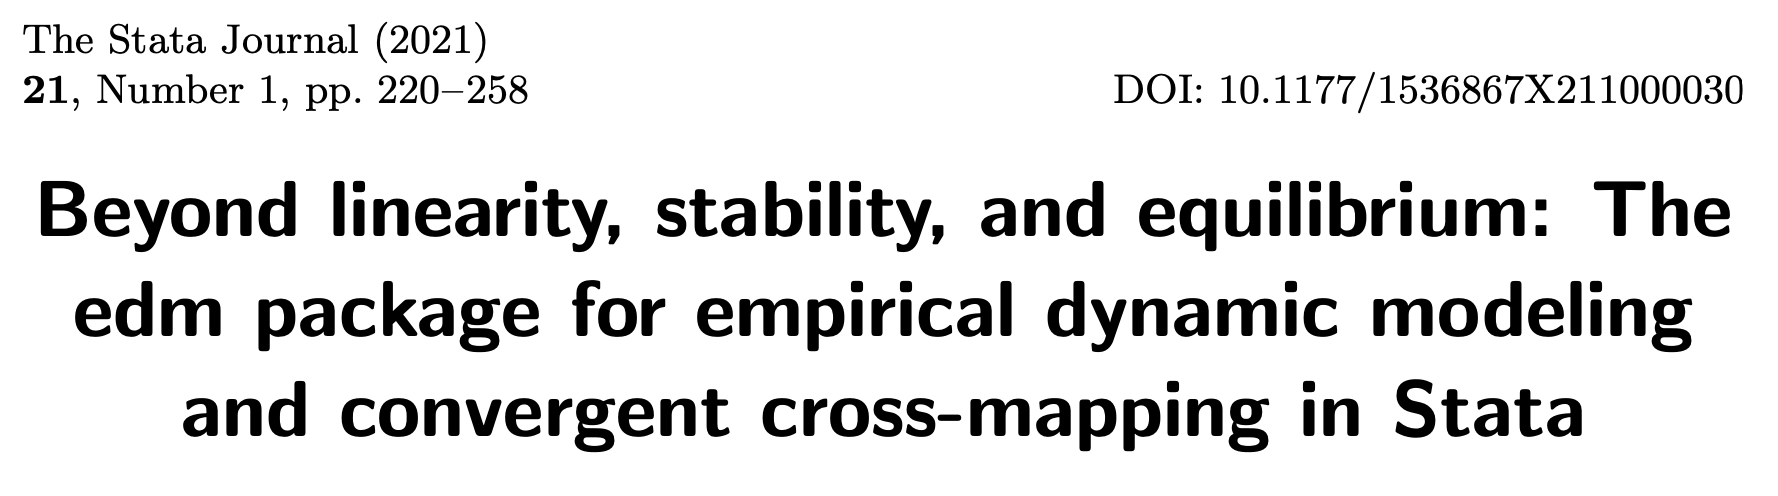 The Stata Journal (2021)
21, Number 1, pp. 220–258 DOI: 10.1177/1536867X211000030
Beyond linearity, stability, and equilibrium: The
edm package for empirical dynamic modeling
and convergent cross-mapping in Stata